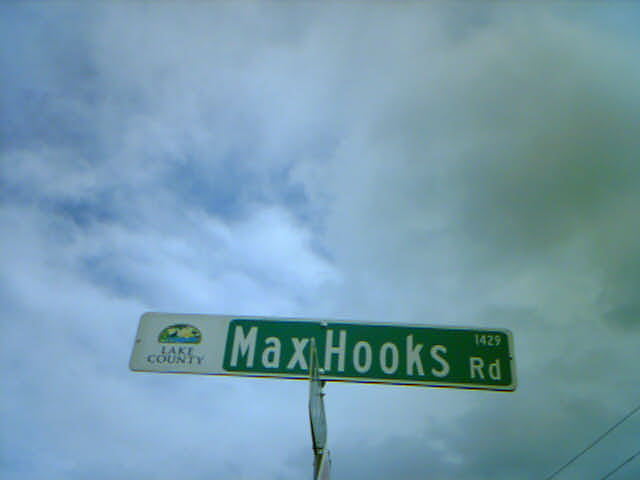 LAKE
COUNTY
Max Hooks Rd
1429